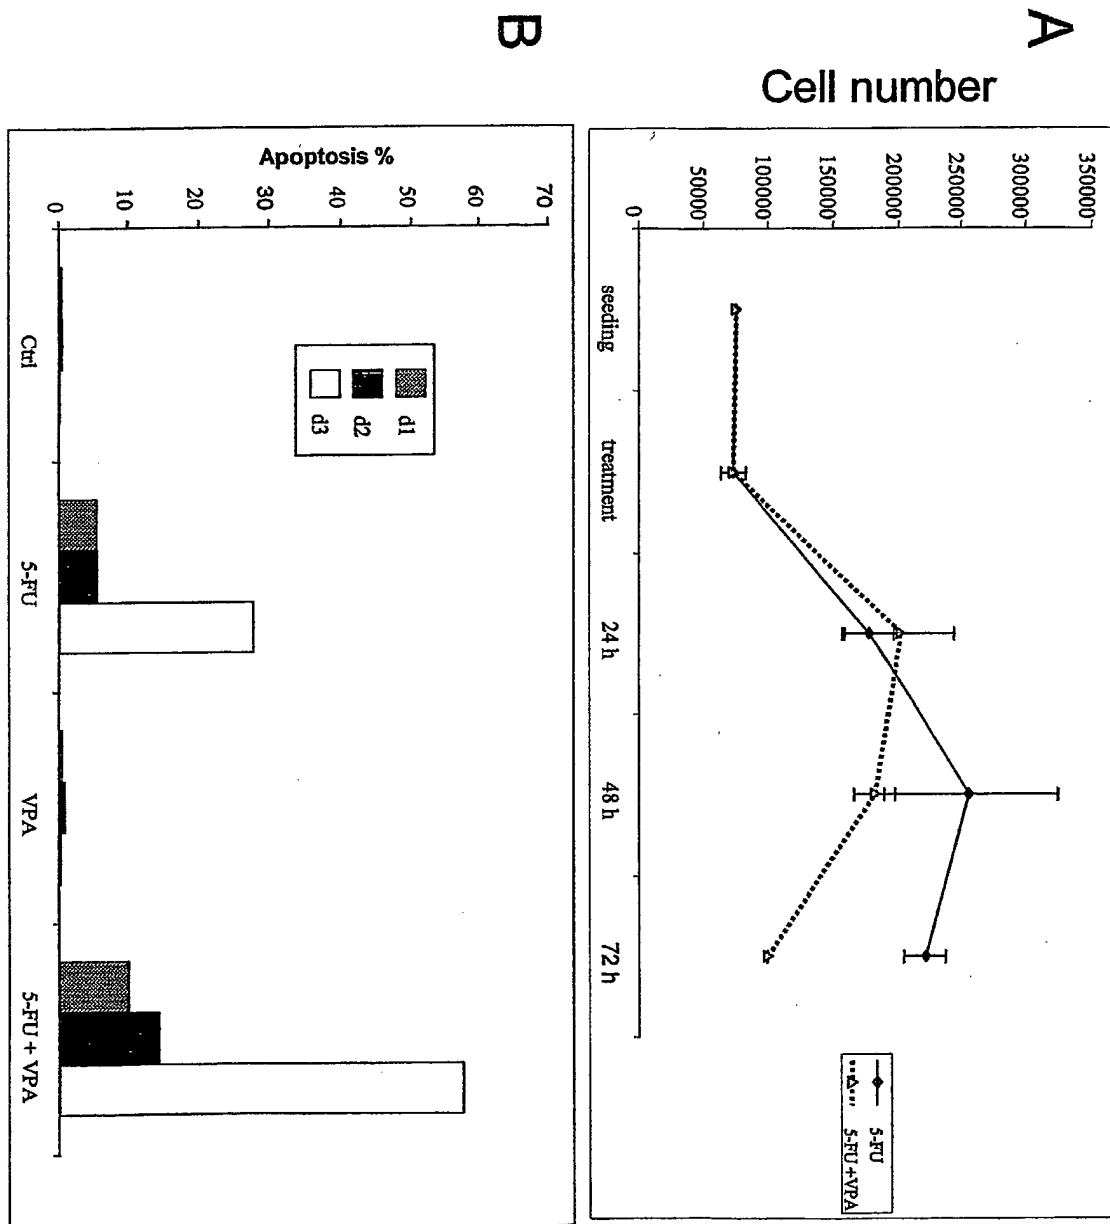 A
Cell number
350000
300000
250000
200000
150000
100000
50000
0
seeding
treatment
24 h
48 h
72 h
5-FU
5-FU+VPA
B
Apoptosis %
70
60
50
40
30
20
10
0
Ctrl
5-FU
VPA
5-FU + VPA
d1
d2
d3